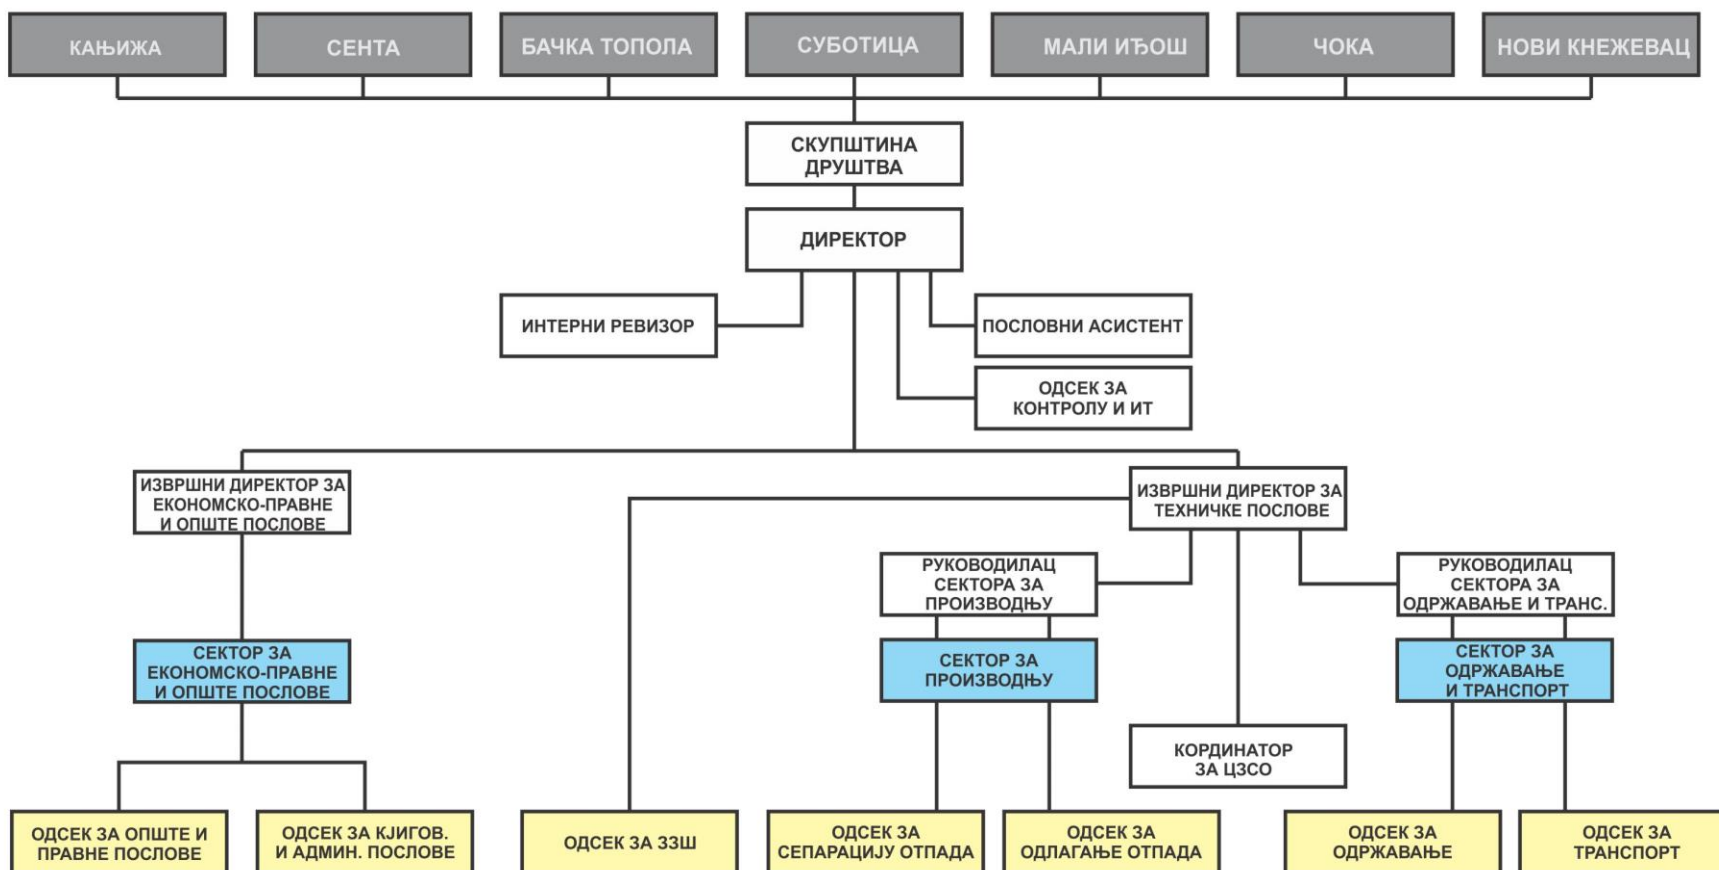 КАЊИЖА
СЕНТА
БАЧКА ТОПОЛА
СУБОТИЦА
МАЛИ ИЂОШ
ЧОКА
НОВИ КНЕЖЕВАЦ
СКУПШТИНА
ДРУШТВА
ДИРЕКТОР
ИНТЕРНИ РЕВИЗОР
ПОСЛОВНИ АСИСТЕНТ
ОДСЕК ЗА
КОНТРОЛУ И ИТ
ИЗВРШНИ ДИРЕКТОР ЗА
ЕКОНОМСКО-ПРАВНЕ
И ОПШТЕ ПОСЛОВЕ
ИЗВРШНИ ДИРЕКТОР ЗА
ТЕХНИЧКЕ ПОСЛОВЕ
РУКОВОДИЛАЦ
СЕКТОРА ЗА
ПРОИЗВОДЊУ
РУКОВОДИЛАЦ
СЕКТОРА ЗА
ОДРЖАВАЊЕ И ТРАНС.
СЕКТОР ЗА
ЕКОНОМСКО-ПРАВНЕ
И ОПШТЕ ПОСЛОВЕ
СЕКТОР ЗА
ПРОИЗВОДЊУ
СЕКТОР ЗА
ОДРЖАВАЊЕ
И ТРАНСПОРТ
КОРДИНАТОР
ЗА ЦЗСО
ОДСЕК ЗА ОПШТЕ И
ПРАВНЕ ПОСЛОВЕ
ОДСЕК ЗА КЈИГОВ.
И АДМИН. ПОСЛОВЕ
ОДСЕК ЗА ЗЗШ
ОДСЕК ЗА
СЕПАРАЦИЈУ ОТПАДА
ОДСЕК ЗА
ОДЛАГАЊЕ ОТПАДА
ОДСЕК ЗА
ОДРЖАВАЊЕ
ОДСЕК ЗА
ТРАНСПОРТ